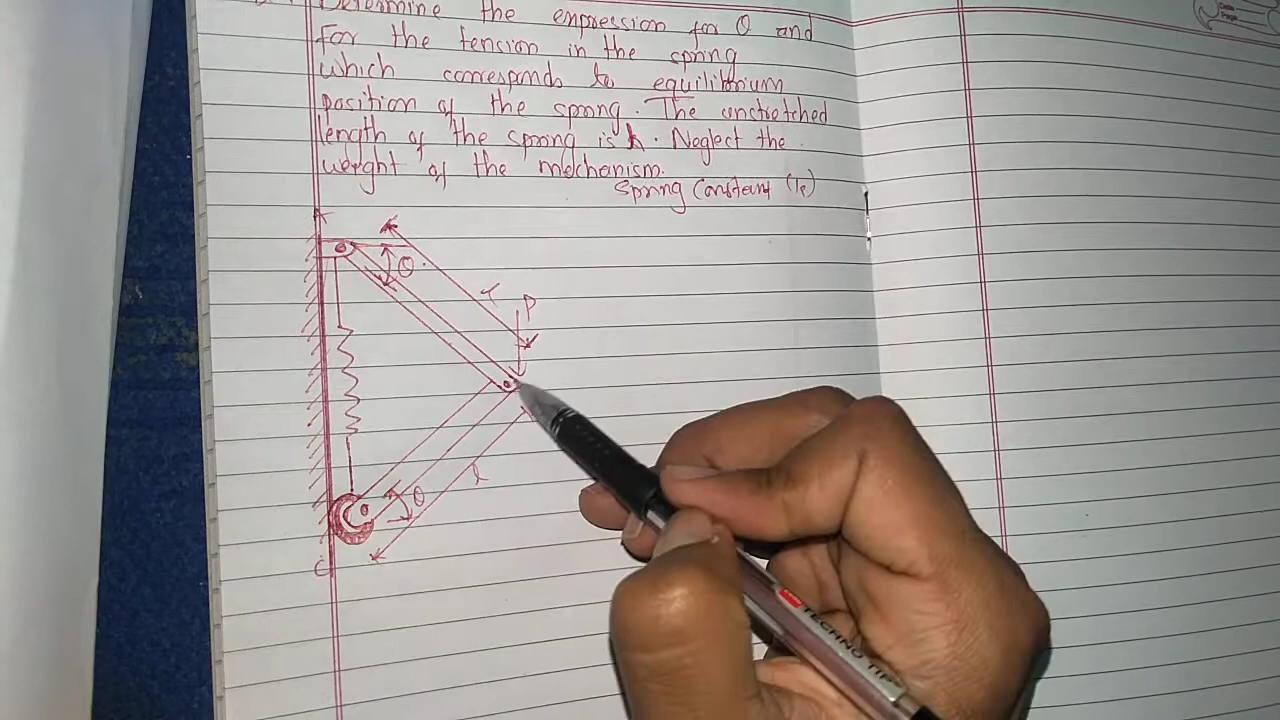 Determine the expression for θ and
for the tension in the spring
which corresponds to equilibrium
position of the spring. The unstretched
length of the spring is h. Neglect the
weight of the mechanism.
Spring Constant (k)
θ
P
l
θ
C
TECHNO TIP